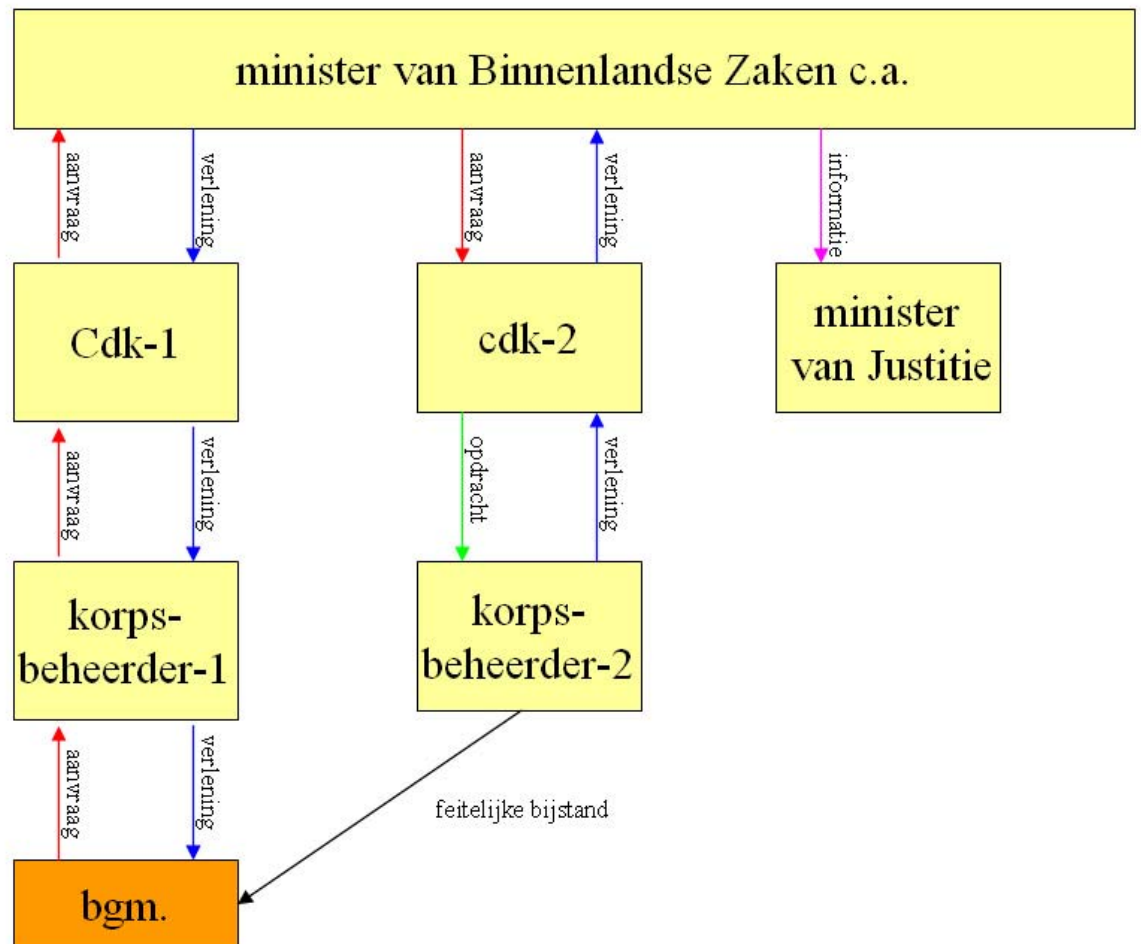 minister van Binnenlandse Zaken c.a.
aanvraag
verlening
aanvraag
verlening
informatie
Cdk-1
cdk-2
minister
van Justitie
aanvraag
verlening
opdracht
verlening
korps-
beheerder-1
korps-
beheerder-2
aanvraag
verlening
feitelijke bijstand
bgm.